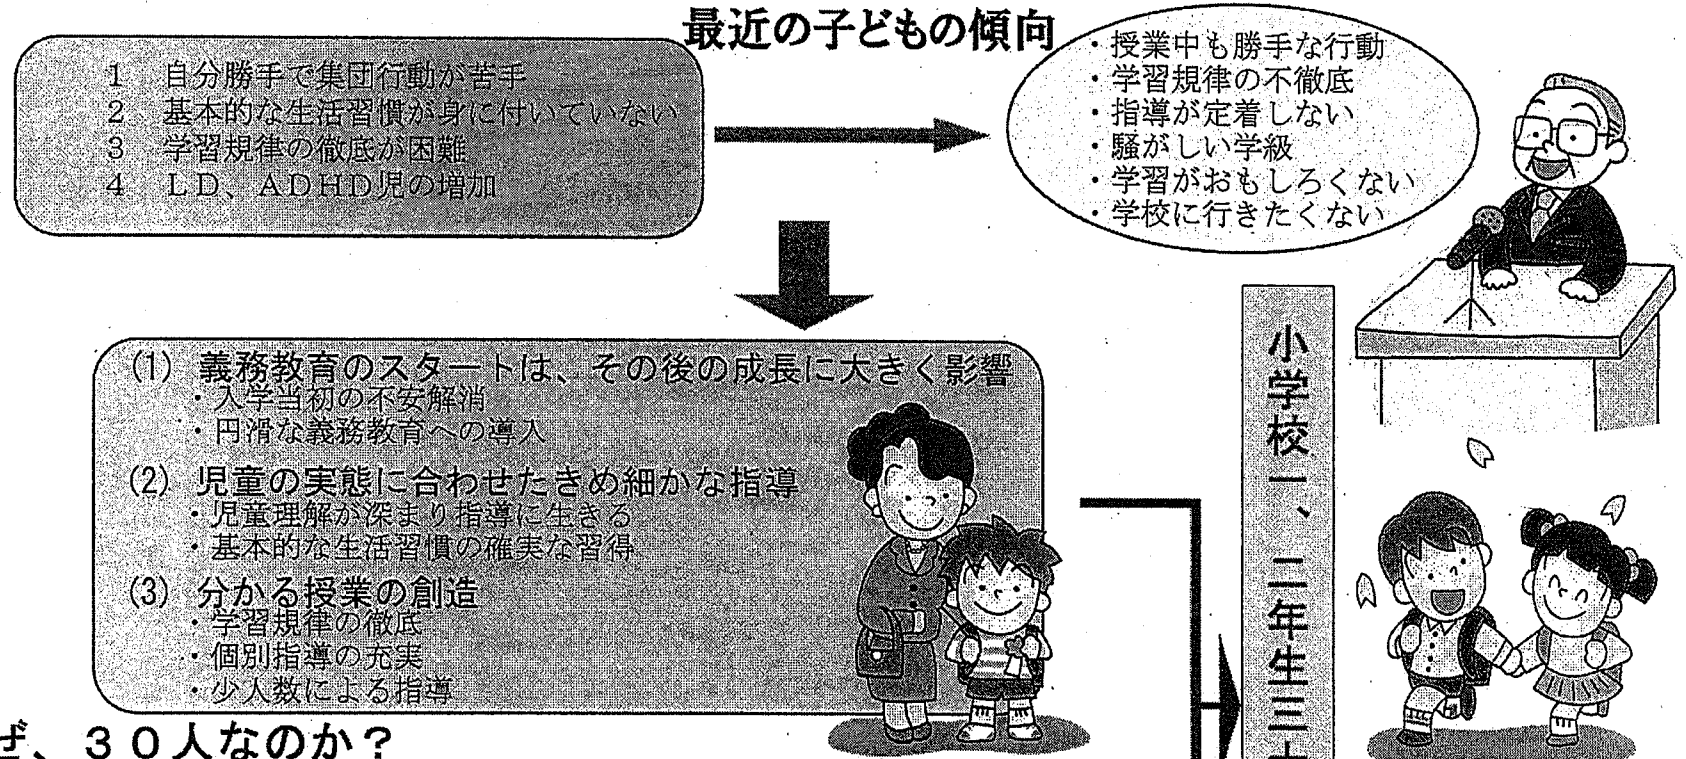 最近の子どもの傾向
1 自分勝手で集団行動が苦手
2 基本的な生活習慣が身に付いていない
3 学習規律の徹底が困難
4 LD、ADHD児の増加
・授業中も勝手な行動
・学習規律の不徹底
・指導が定着しない
・騒がしい学級
・学習がおもしろくない
・学校に行きたくない
(1) 義務教育のスタートは、その後の成長に大きく影響
・入学当初の不安解消
・円滑な義務教育への導入
(2) 児童の実態に合わせたきめ細かな指導
・児童理解が深まり指導に生きる
・基本的な生活習慣の確実な習得
(3) 分かる授業の創造
・学習規律の徹底
・個別指導の充実
・少人数による指導
小学校一、二年生三十
ぜ、30人なのか?